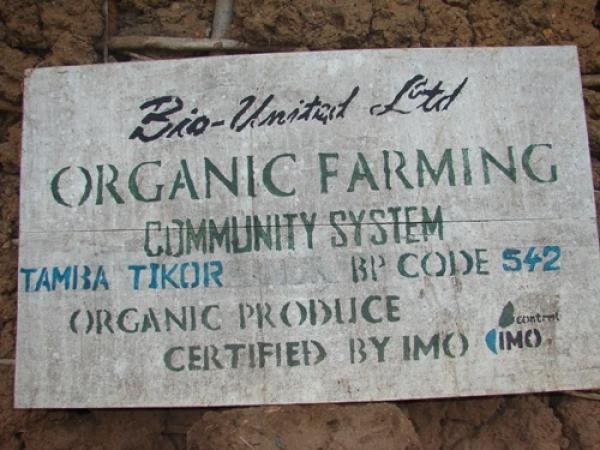 Bio-United Ltd
ORGANIC FARMING
COMMUNITY SYSTEM
TAMBA TIKOR BP CODE 542
ORGANIC PRODUCE
control
CERTIFIED BY IMO IMO